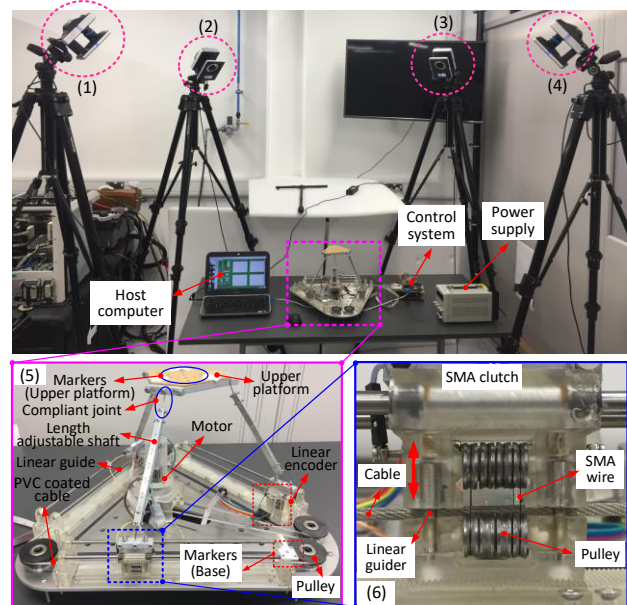 (1)
(2)
(3)
(4)
Control
system
Power
supply
Host
computer
(5)
Markers
(Upper platform)
Upper
platform
Compliant joint
Length
adjustable shaft
Motor
Linear guide
Linear
encoder
PVC coated
cable
Markers
(Base)
Pulley
SMA clutch
Cable
SMA
wire
Linear
guider
Pulley
(6)